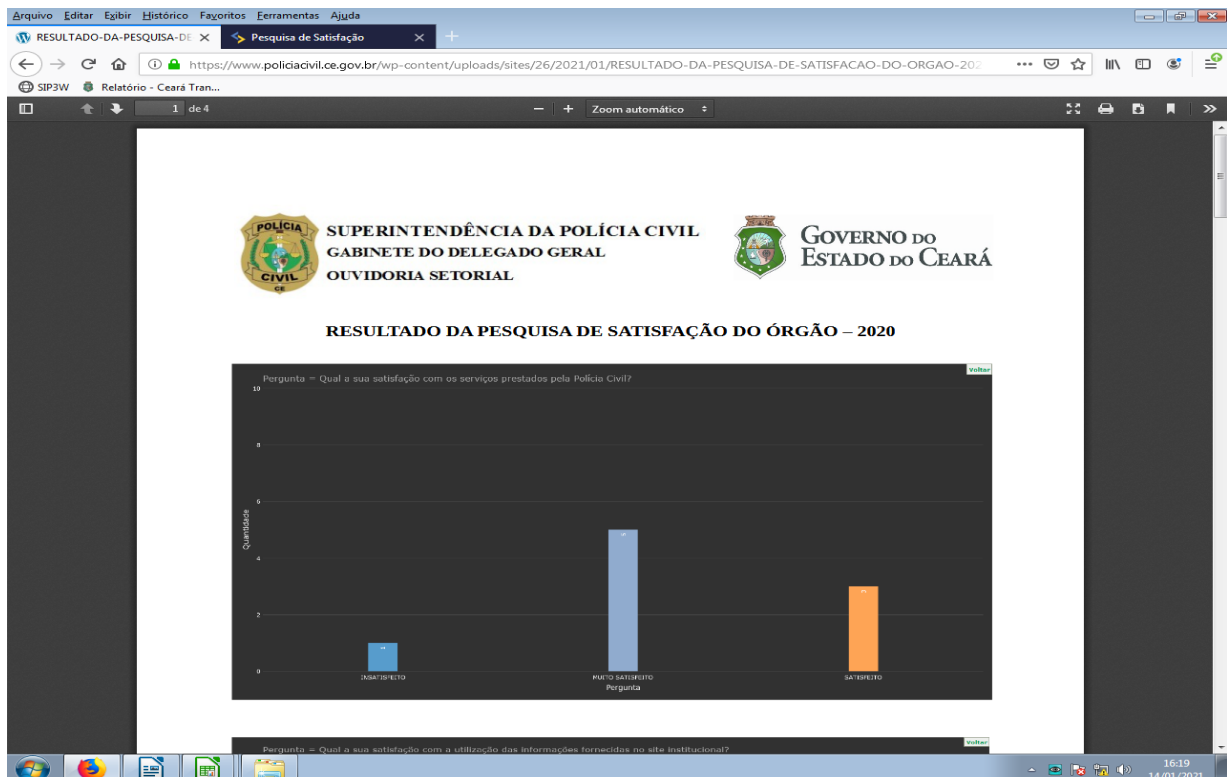 Arquivo Editar Exibir Histórico Favoritos Ferramentas Ajuda
RESULTADO-DA-PESQUISA-DE
Pesquisa de Satisfação
https://www.policiacivil.ce.gov.br/wp-content/uploads/sites/26/2021/01/RESULTADO-DA-PESQUISA-DE-SATISFACAO-DO-ORGAO-202
SIP3W Relatório - Ceará Tran...
1 de 4
Zoom automático
POLÍCIA
CIVIL
CE
SUPERINTENDÊNCIA DA POLÍCIA CIVIL
GABINETE DO DELEGADO GERAL
OUVIDORIA SETORIAL
GOVERNO DO
ESTADO DO CEARÁ
RESULTADO DA PESQUISA DE SATISFAÇÃO DO ÓRGÃO – 2020
Voltar
Pergunta = Qual a sua satisfação com os serviços prestados pela Polícia Civil?
10
8
6
4
2
0
Quantidade
INSATISFEITO
MUITO SATISFEITO
SATISFEITO
Pergunta
Voltar
Pergunta = Qual a sua satisfação com a utilização das informações fornecidas no site institucional?
16:19
14/01/2021